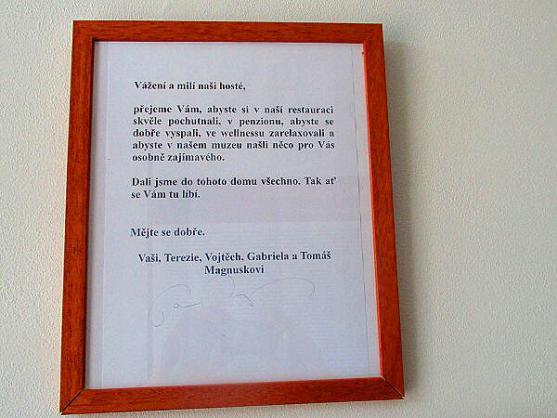 Vážení a milí naši hosté,
přejeme Vám, abyste si v naší restauraci
skvěle pochutnali, v penzionu, abyste se
dobře vyspali, ve wellnessu zarelaxovali a
abyste v našem muzeu našli něco pro Vás
osobně zajímavého.
Dali jsme do tohoto domu všechno. Tak ať
se Vám tu líbí.
Mějte se dobře.
Vaši, Terezie, Vojtěch, Gabriela a Tomáš
Magnuskovi